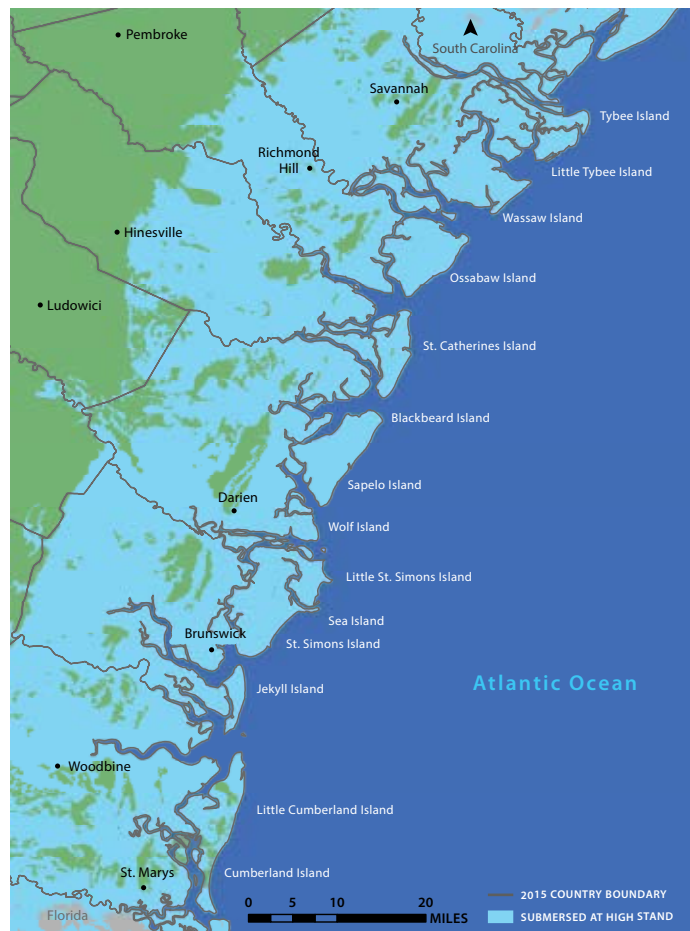 Pembroke
South Carolina
Savannah
Tybee Island
Richmond
Hill
Little Tybee Island
Wassaw Island
Hinesville
Ossabaw Island
Ludowici
St. Catherines Island
Blackbeard Island
Sapelo Island
Darien
Wolf Island
Little St. Simons Island
Sea Island
Brunswick
St. Simons Island
Atlantic Ocean
Jekyll Island
Woodbine
Little Cumberland Island
St. Marys
Cumberland Island
Florida
0 5 10 20
MILES
2015 COUNTRY BOUNDARY
SUBMERSED AT HIGH STAND